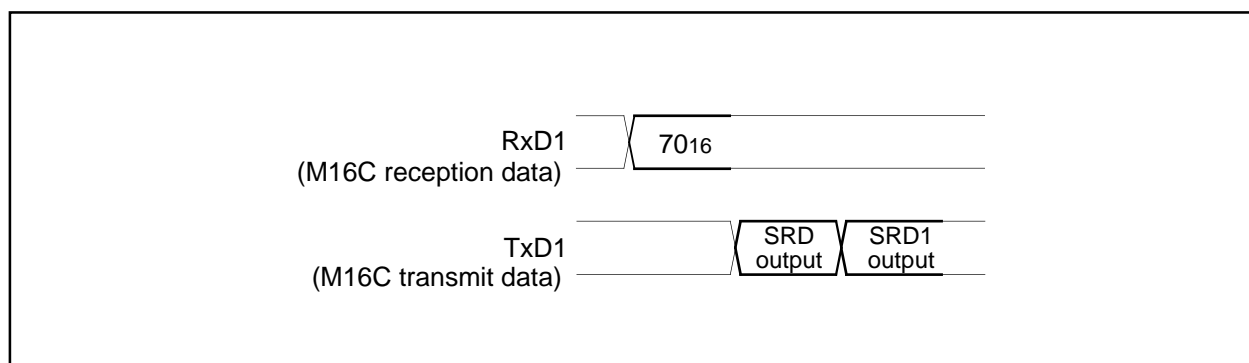 RxD1
(M16C reception data)
7016
TxD1
(M16C transmit data)
SRD
output
SRD1
output